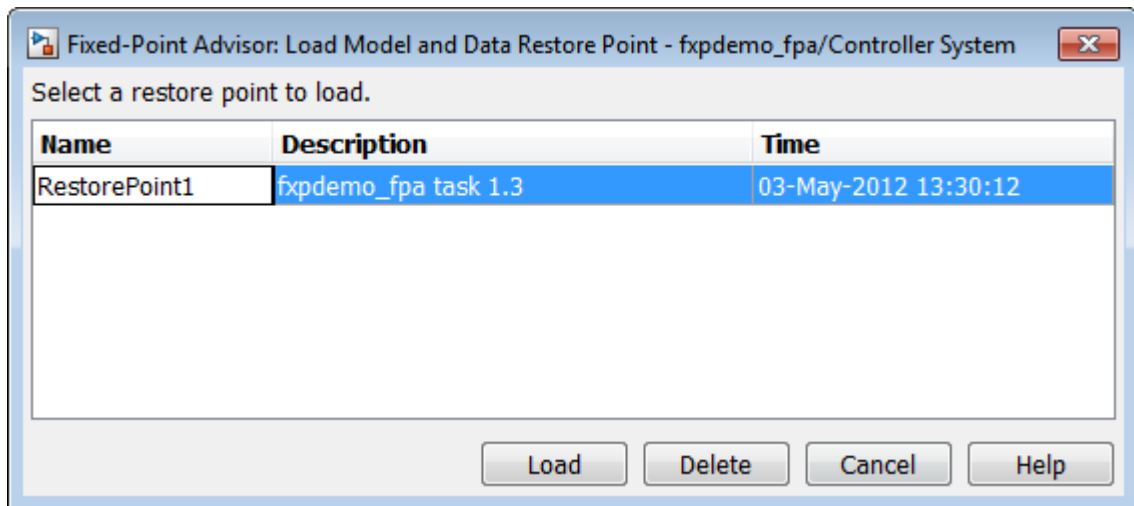 Fixed-Point Advisor: Load Model and Data Restore Point - fxpdemo_fpa/Controller System
Select a restore point to load.
Name Description Time
RestorePoint1 fxpdemo_fpa task 1.3 03-May-2012 13:30:12
Load Delete Cancel Help